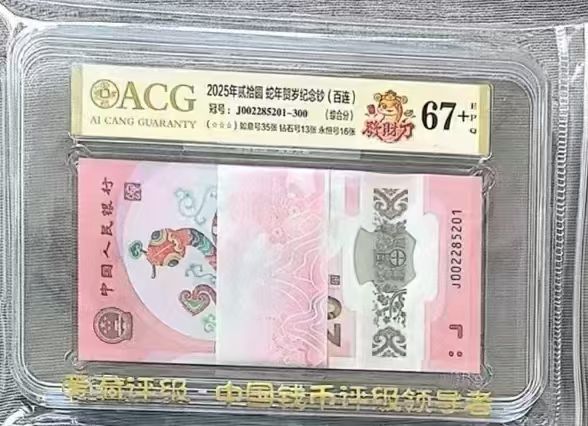 ACG
AI CANG GUARANTY
2025年贰拾圆 蛇年贺岁纪念钞（百连）
冠号：J002285201-300 （综合分）
(☆☆☆) 如意号35张 钻石号13张 永恒号16张
發財了
67+
EPQ
中国人民银行
20
J002285201
爱藏评级·中国钱币评级领导者